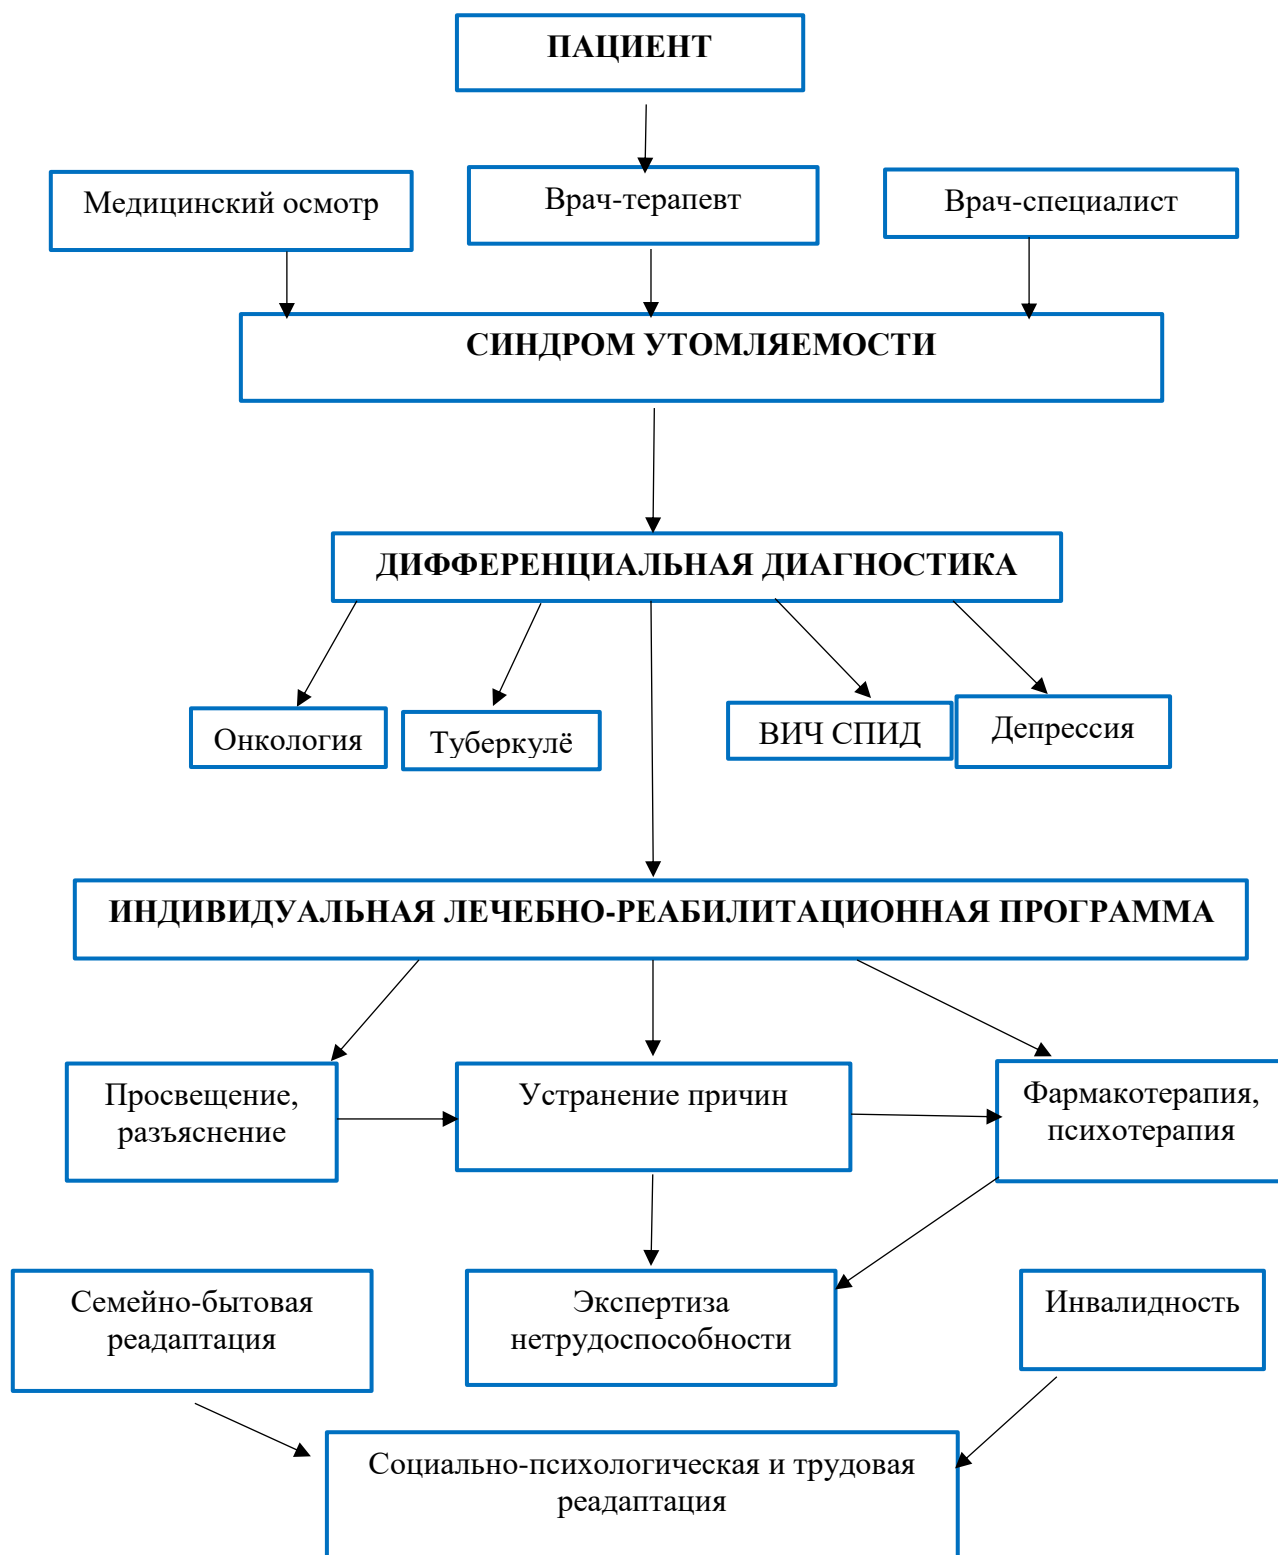 ПАЦИЕНТ
Медицинский осмотр
Врач-терапевт
Врач-специалист
СИНДРОМ УТОМЛЯЕМОСТИ
ДИФФЕРЕНЦИАЛЬНАЯ ДИАГНОСТИКА
Онкология
Туберкулё
ВИЧ СПИД
Депрессия
ИНДИВИДУАЛЬНАЯ ЛЕЧЕБНО-РЕАБИЛИТАЦИОННАЯ ПРОГРАММА
Просвещение,
разъяснение
Устранение причин
Фармакотерапия,
психотерапия
Семейно-бытовая
реадаптация
Экспертиза
нетрудоспособности
Инвалидность
Социально-психологическая и трудовая
реадаптация